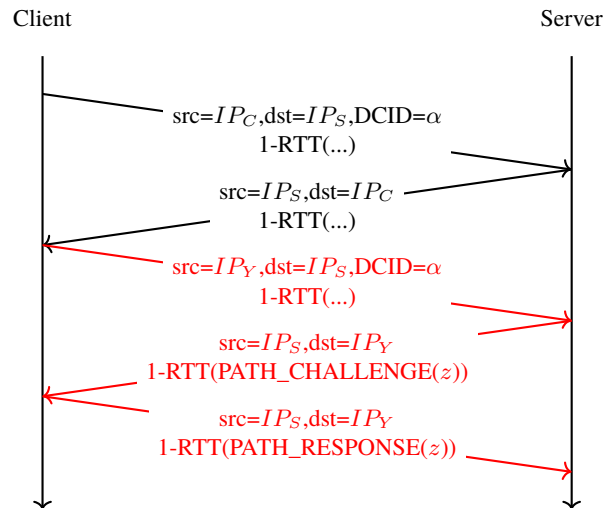 Client
Server
src=IP_C,dst=IP_S,DCID=α
1-RTT(...)
src=IP_S,dst=IP_C
1-RTT(...)
src=IP_Y,dst=IP_S,DCID=α
1-RTT(...)
src=IP_S,dst=IP_Y
1-RTT(PATH_CHALLENGE(z))
src=IP_S,dst=IP_Y
1-RTT(PATH_RESPONSE(z))